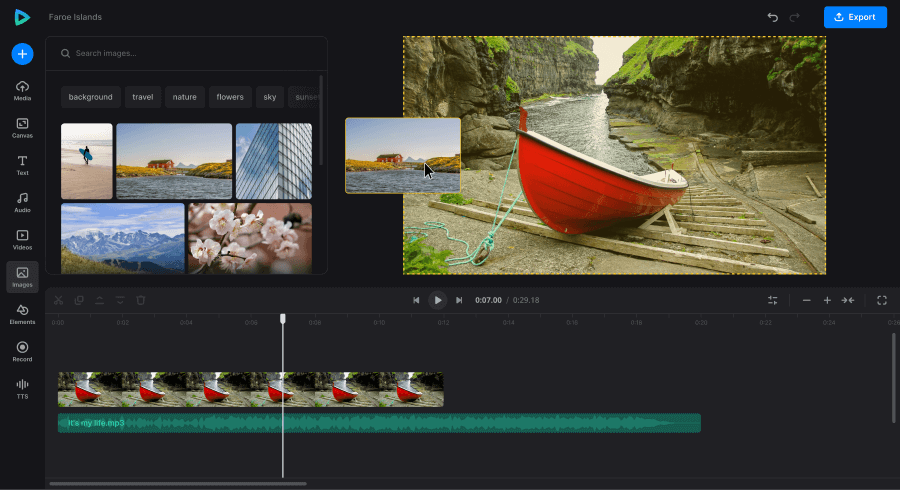 Faroe Islands
Export
Search images...
background
travel
nature
flowers
sky
sunset
Media
Canvas
Text
Audio
Videos
Images
Elements
Record
TTS
0:07.00 / 0:29.18
0:00
0:02
0:04
0:06
0:08
0:10
0:12
0:14
0:16
0:18
0:20
0:22
0:24
0:26
It's my life.mp3